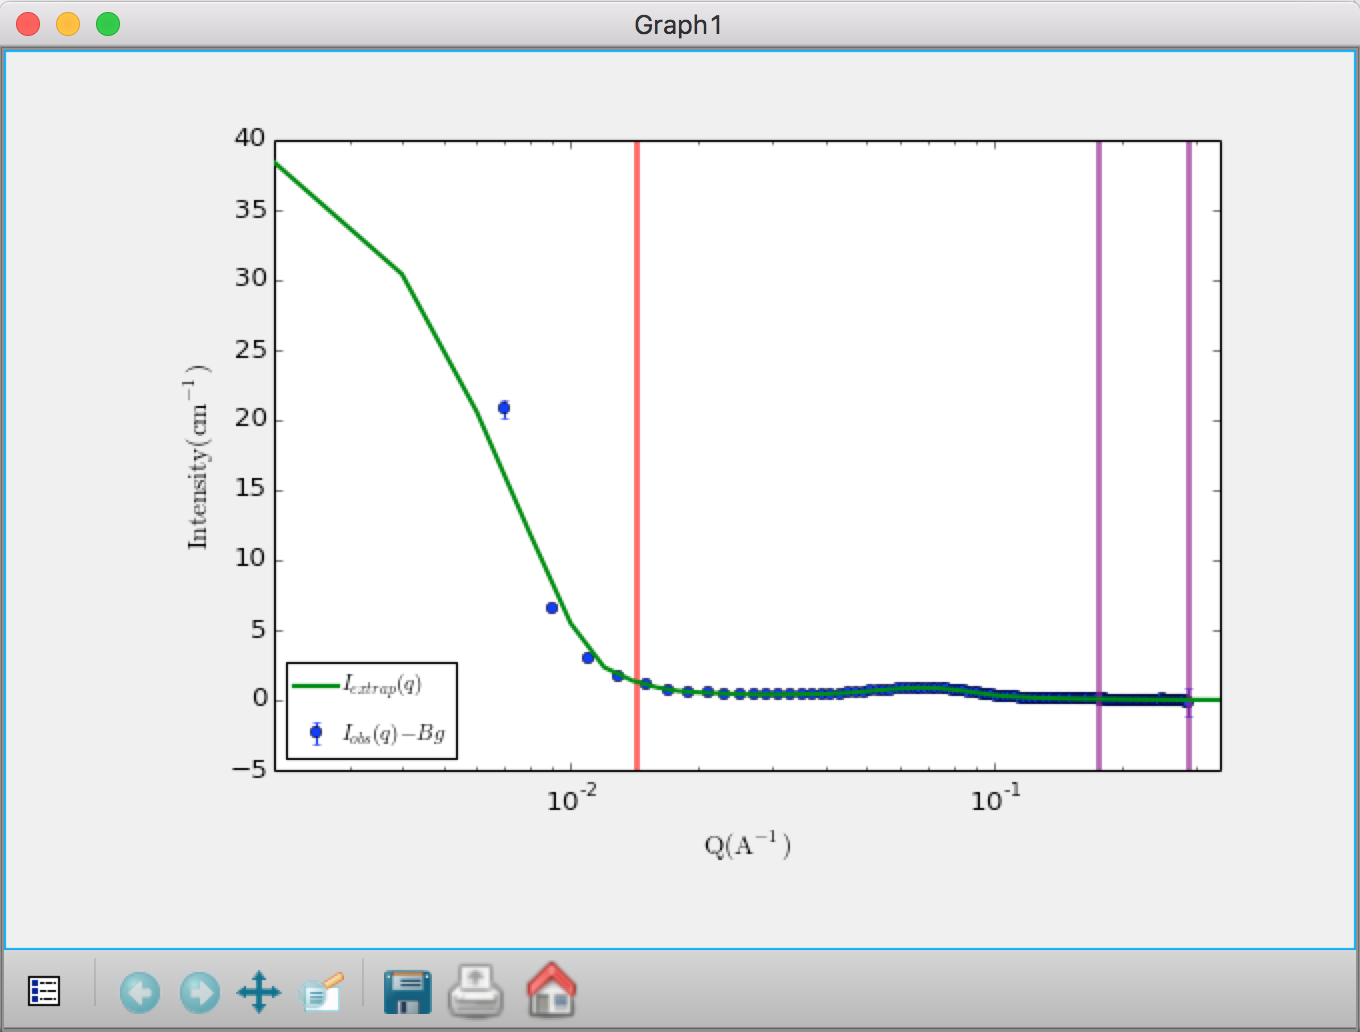 Graph1
40
35
30
25
20
15
10
5
0
−5
Intensity(cm⁻¹)
I_extrap(q)
I_obs(q)−Bg
10⁻² 10⁻¹
Q(A⁻¹)